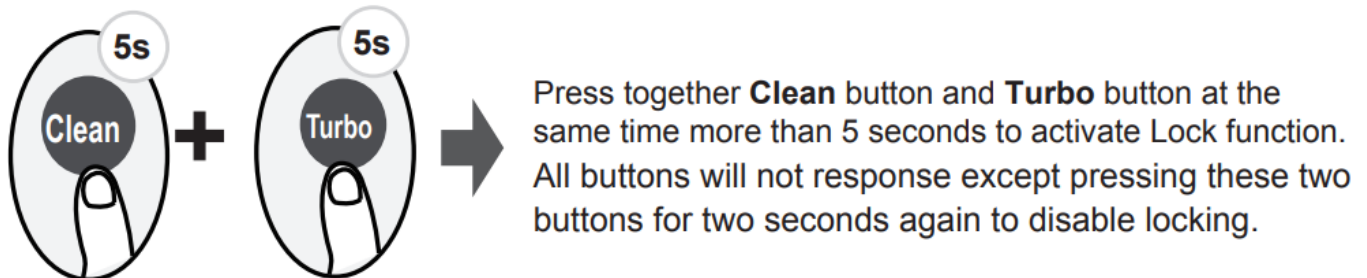 5s
5s
Clean
+
Turbo
Press together Clean button and Turbo button at the
same time more than 5 seconds to activate Lock function.
All buttons will not response except pressing these two
buttons for two seconds again to disable locking.